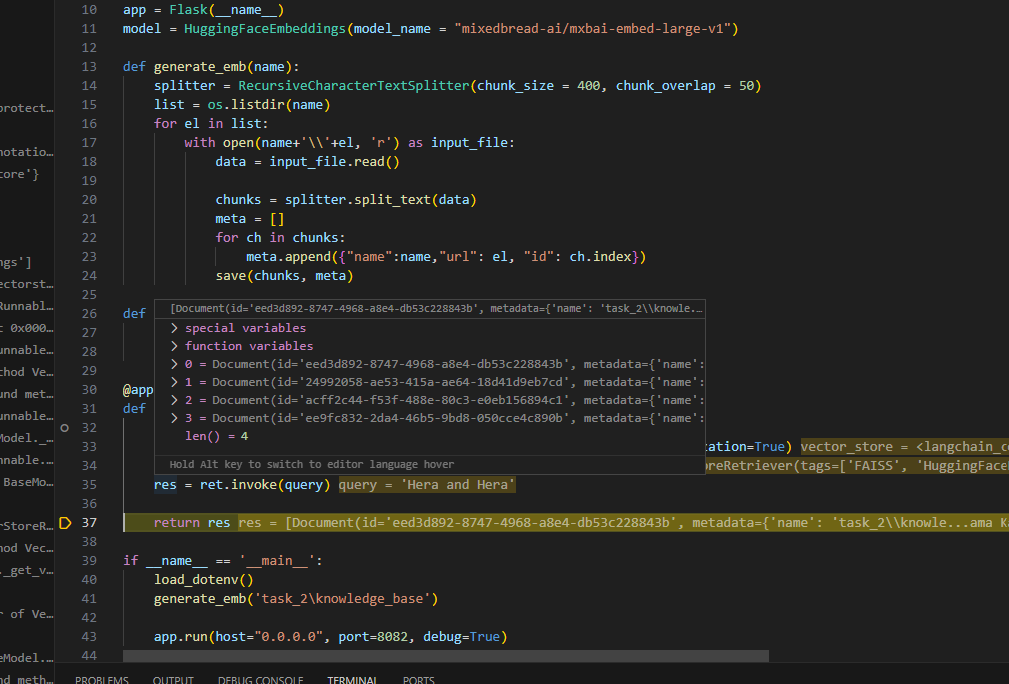 10 app = Flask(__name__)
11 model = HuggingFaceEmbeddings(model_name = "mixedbread-ai/mxbai-embed-large-v1")
12
13 def generate_emb(name):
14 splitter = RecursiveCharacterTextSplitter(chunk_size = 400, chunk_overlap = 50)
15 list = os.listdir(name)
16 for el in list:
17 with open(name+'\\'+el, 'r') as input_file:
18 data = input_file.read()
19
20 chunks = splitter.split_text(data)
21 meta = []
22 for ch in chunks:
23 meta.append({"name":name,"url": el, "id": ch.index})
24 save(chunks, meta)
25
26 def
27
28
29
30 @app
31 def
32
33 ation=True) vector_store = <langchain_c
34 oreRetriever(tags=['FAISS', 'HuggingFace
35 res = ret.invoke(query) query = 'Hera and Hera'
36
37 return res res = [Document(id='eed3d892-8747-4968-a8e4-db53c228843b', metadata={'name': 'task_2\\knowle...ama K
38
39 if __name__ == '__main__':
40 load_dotenv()
41 generate_emb('task_2\knowledge_base')
42
43 app.run(host="0.0.0.0", port=8082, debug=True)
44
[Document(id='eed3d892-8747-4968-a8e4-db53c228843b', metadata={'name': 'task_2\\knowle...
> special variables
> function variables
> 0 = Document(id='eed3d892-8747-4968-a8e4-db53c228843b', metadata={'name':
> 1 = Document(id='24992058-ae53-415a-ae64-18d41d9eb7cd', metadata={'name':
> 2 = Document(id='acff2c44-f53f-488e-80c3-e0eb156894c1', metadata={'name':
> 3 = Document(id='ee9fc832-2da4-46b5-9bd8-050cce4c890b', metadata={'name':
len() = 4
Hold Alt key to switch to editor language hover
protect...
notatio...
core'}
ngs']
ectorst...
Runnabl...
t 0x000...
unnable...
thod Ve...
und met...
unnable...
Model._...
nnable....
BaseMo...
rStoreR...
hod Vec...
._get_v...
r of Ve...
eModel....
nd meth...
PROBLEMS OUTPUT DEBUG CONSOLE TERMINAL PORTS